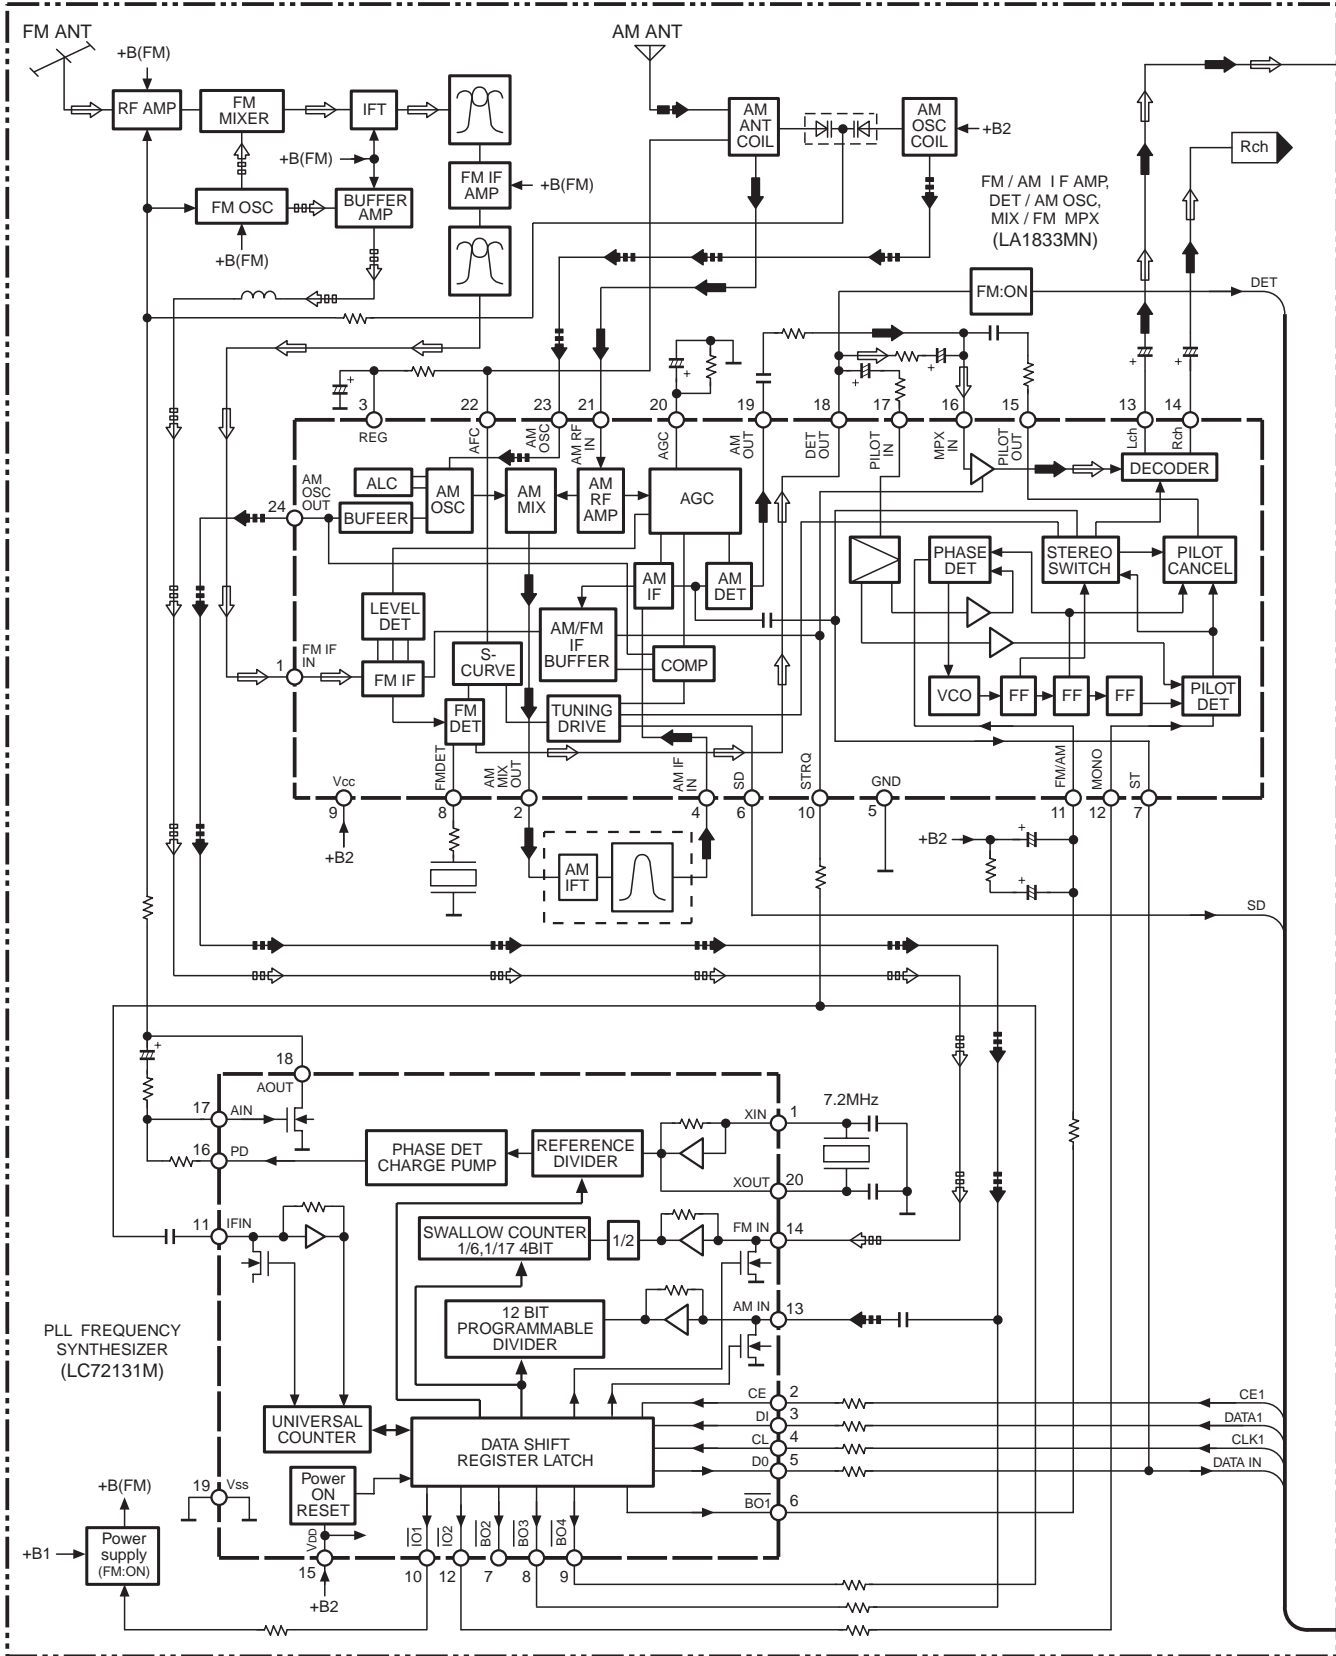 FM ANT
+B(FM)
RF AMP
FM
MIXER
IFT
+B(FM)
FM OSC
BUFFER
AMP
+B(FM)
FM IF
AMP
+B(FM)
AM ANT
AM
ANT
COIL
AM
OSC
COIL
+B2
FM / AM I F AMP,
DET / AM OSC,
MIX / FM MPX
(LA1833MN)
Rch
FM:ON
DET
+
+
+
+
+
+
3
22
23
21
20
19
18
17
16
15
13
14
REG
AFC
AM
OSC
AM RF
IN
AGC
AM
OUT
DET
OUT
PILOT
IN
MPX
IN
PILOT
OUT
Lch
Rch
AM
OSC
OUT
24
ALC
BUFEER
AM
OSC
AM
MIX
AM
RF
AMP
AGC
DECODER
LEVEL
DET
AM
IF
AM
DET
PHASE
DET
STEREO
SWITCH
PILOT
CANCEL
FM IF
IN
1
FM IF
S-
CURVE
AM/FM
IF
BUFFER
COMP
FM
DET
TUNING
DRIVE
VCO
FF
FF
FF
PILOT
DET
Vcc
FMDET
AM
MIX
OUT
AM IF
IN
SD
STRQ
GND
FM/AM
MONO
ST
9
8
2
4
6
10
5
11
12
7
+B2
AM
IFT
+B2
+
+
SD
+
18
AOUT
17
AIN
16
PD
PHASE DET
CHARGE PUMP
REFERENCE
DIVIDER
XIN
1
7.2MHz
XOUT
20
11
IFIN
SWALLOW COUNTER
1/6,1/17 4BIT
1/2
FM IN
14
12 BIT
PROGRAMMABLE
DIVIDER
AM IN
13
PLL FREQUENCY
SYNTHESIZER
(LC72131M)
UNIVERSAL
COUNTER
DATA SHIFT
REGISTER LATCH
CE
2
CE1
DI
3
DATA1
CL
4
CLK1
D0
5
DATA IN
BO1
6
Power
ON
RESET
19
Vss
+B(FM)
+B1
Power
supply
(FM:ON)
VDD
IO1
IO2
BO2
BO3
BO4
15
10
12
7
8
9
+B2